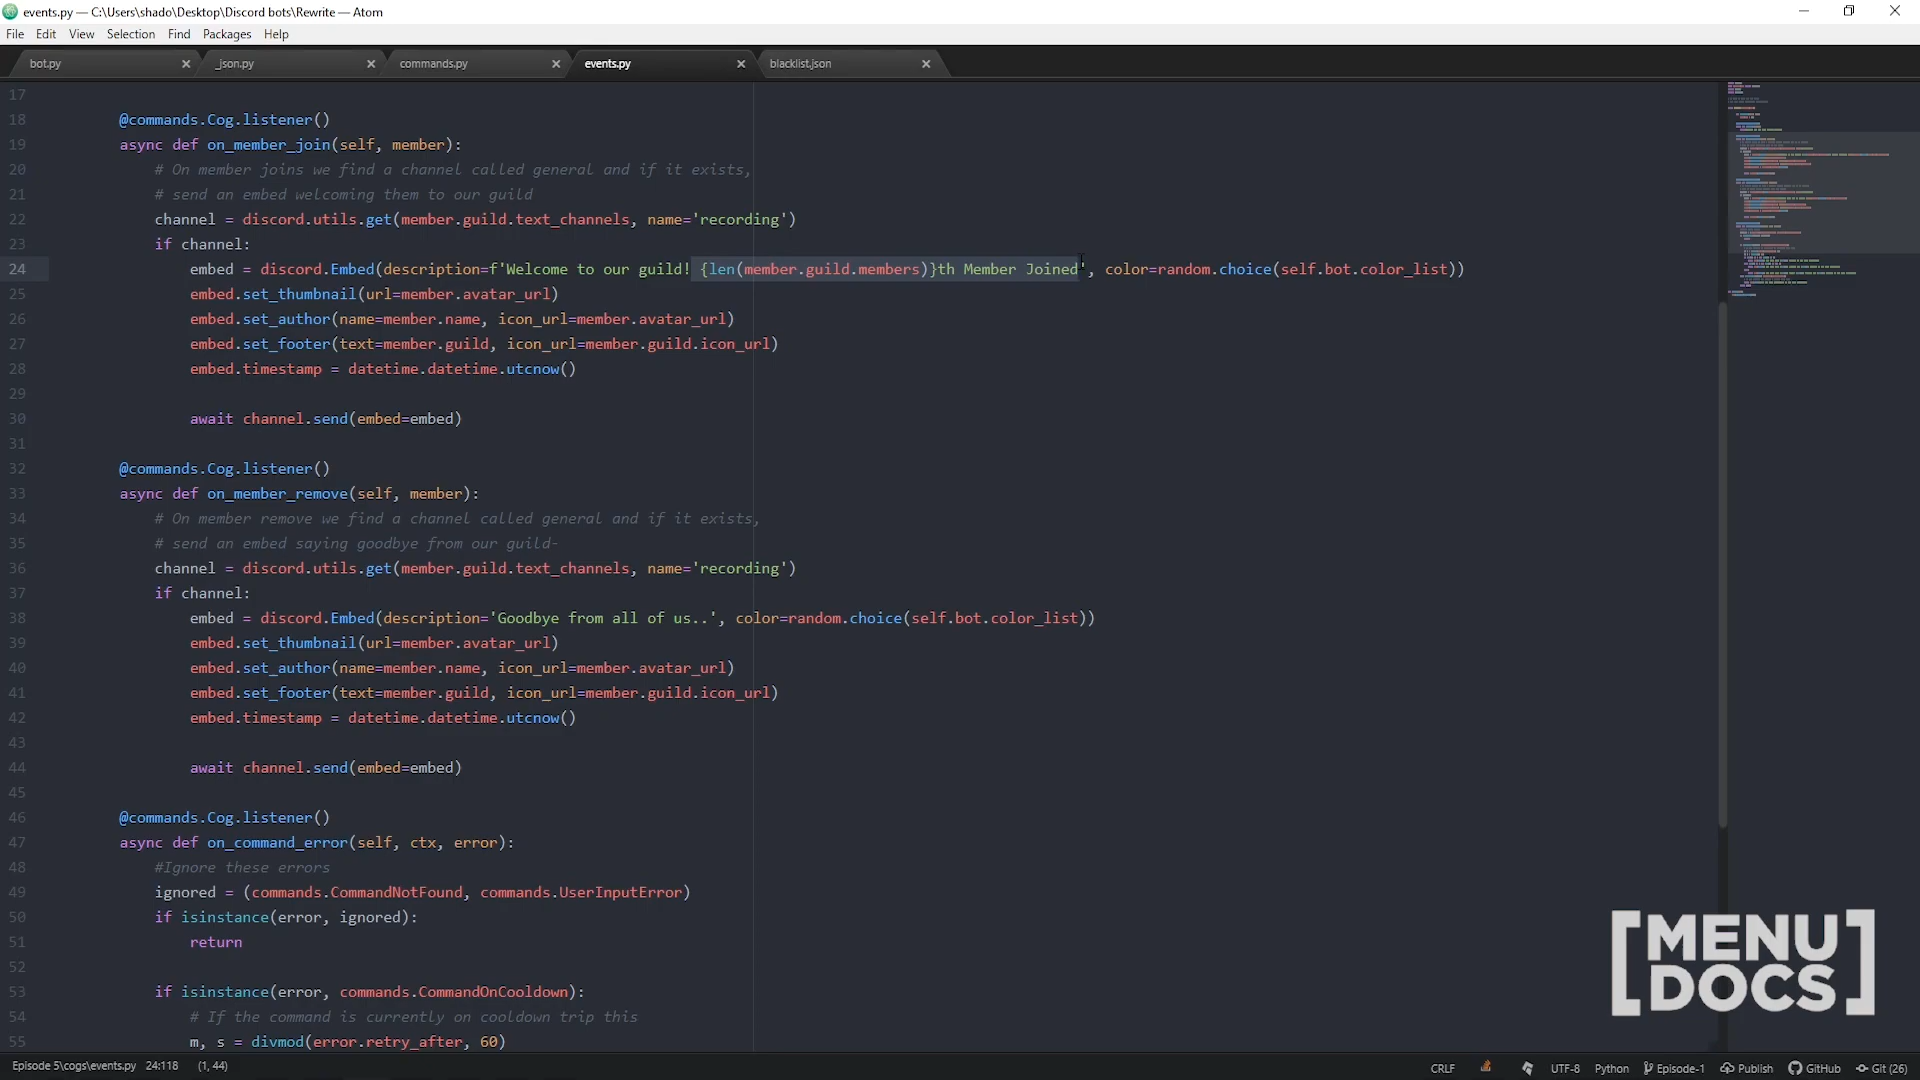 events.py — C:\Users\shado\Desktop\Discord bots\Rewrite — Atom
File Edit View Selection Find Packages Help
bot.py _json.py commands.py events.py blacklist.json
17
18 @commands.Cog.listener()
19 async def on_member_join(self, member):
20 # On member joins we find a channel called general and if it exists,
21 # send an embed welcoming them to our guild
22 channel = discord.utils.get(member.guild.text_channels, name='recording')
23 if channel:
24 embed = discord.Embed(description=f'Welcome to our guild! {len(member.guild.members)}th Member Joined', color=random.choice(self.bot.color_list))
25 embed.set_thumbnail(url=member.avatar_url)
26 embed.set_author(name=member.name, icon_url=member.avatar_url)
27 embed.set_footer(text=member.guild, icon_url=member.guild.icon_url)
28 embed.timestamp = datetime.datetime.utcnow()
29
30 await channel.send(embed=embed)
31
32 @commands.Cog.listener()
33 async def on_member_remove(self, member):
34 # On member remove we find a channel called general and if it exists,
35 # send an embed saying goodbye from our guild-
36 channel = discord.utils.get(member.guild.text_channels, name='recording')
37 if channel:
38 embed = discord.Embed(description='Goodbye from all of us..', color=random.choice(self.bot.color_list))
39 embed.set_thumbnail(url=member.avatar_url)
40 embed.set_author(name=member.name, icon_url=member.avatar_url)
41 embed.set_footer(text=member.guild, icon_url=member.guild.icon_url)
42 embed.timestamp = datetime.datetime.utcnow()
43
44 await channel.send(embed=embed)
45
46 @commands.Cog.listener()
47 async def on_command_error(self, ctx, error):
48 #Ignore these errors
49 ignored = (commands.CommandNotFound, commands.UserInputError)
50 if isinstance(error, ignored):
51 return
52
53 if isinstance(error, commands.CommandOnCooldown):
54 # If the command is currently on cooldown trip this
55 m, s = divmod(error.retry_after, 60)
[MENU
DOCS]
Episode 5\cogs\events.py 24:118 (1, 44) CRLF UTF-8 Python Episode-1 Publish GitHub Git (26)